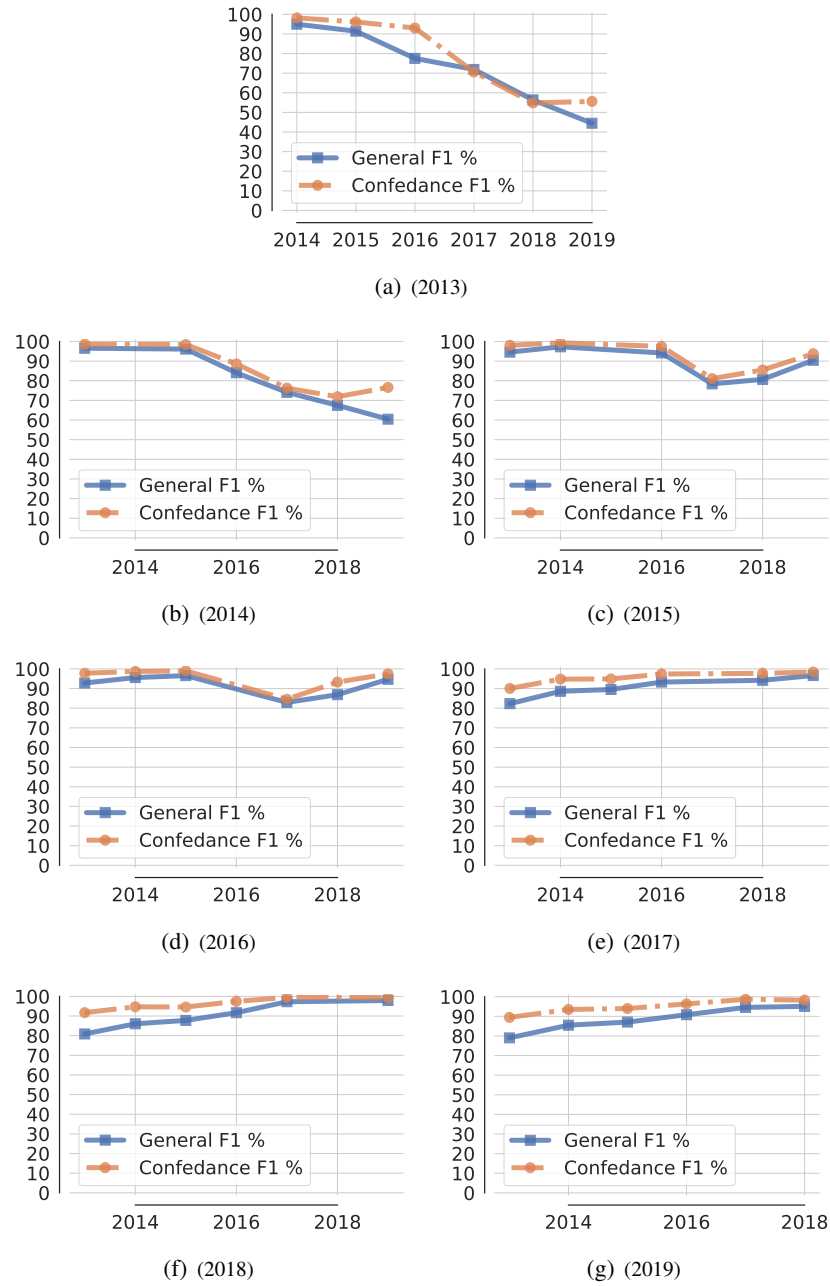 100
90
80
70
60
50
40
30
20
10
0
General F1 %
Confedance F1 %
2014 2015 2016 2017 2018 2019
(a) (2013)
100
90
80
70
60
50
40
30
20
10
0
General F1 %
Confedance F1 %
2014 2016 2018
(b) (2014)
100
90
80
70
60
50
40
30
20
10
0
General F1 %
Confedance F1 %
2014 2016 2018
(c) (2015)
100
90
80
70
60
50
40
30
20
10
0
General F1 %
Confedance F1 %
2014 2016 2018
(d) (2016)
100
90
80
70
60
50
40
30
20
10
0
General F1 %
Confedance F1 %
2014 2016 2018
(e) (2017)
100
90
80
70
60
50
40
30
20
10
0
General F1 %
Confedance F1 %
2014 2016 2018
(f) (2018)
100
90
80
70
60
50
40
30
20
10
0
General F1 %
Confedance F1 %
2014 2016 2018
(g) (2019)